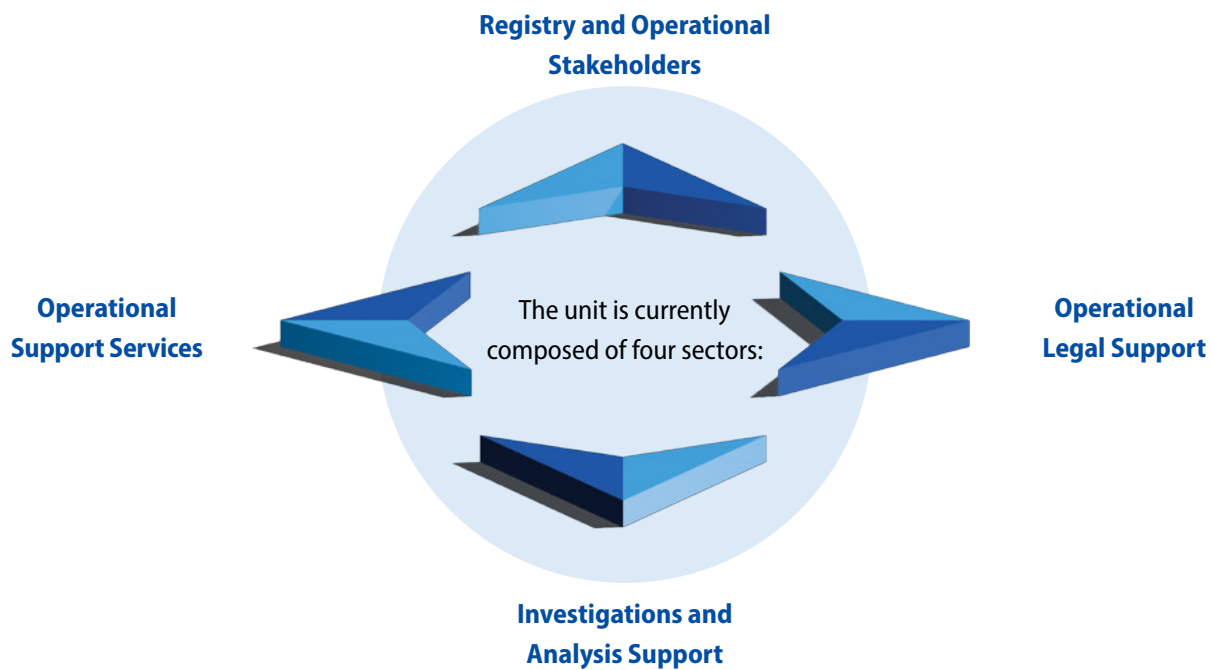 Registry and Operational
Stakeholders
Operational
Support Services
The unit is currently
composed of four sectors:
Operational
Legal Support
Investigations and
Analysis Support